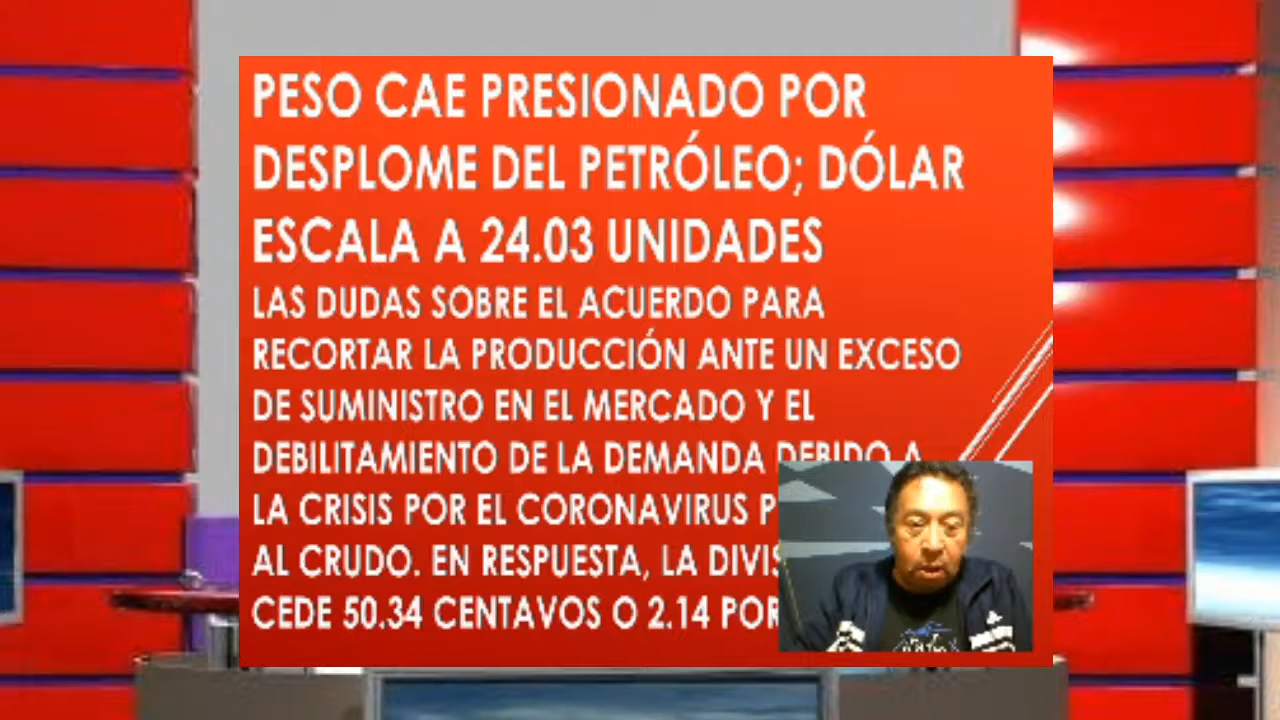 PESO CAE PRESIONADO POR
DESPLOME DEL PETRÓLEO; DÓLAR
ESCALA A 24.03 UNIDADES
LAS DUDAS SOBRE EL ACUERDO PARA
RECORTAR LA PRODUCCIÓN ANTE UN EXCESO
DE SUMINISTRO EN EL MERCADO Y EL
DEBILITAMIENTO DE LA DEMANDA DEBIDO A
LA CRISIS POR EL CORONAVIRUS
AL CRUDO. EN RESPUESTA, LA
CEDE 50.34 CENTAVOS O 2.14 POR